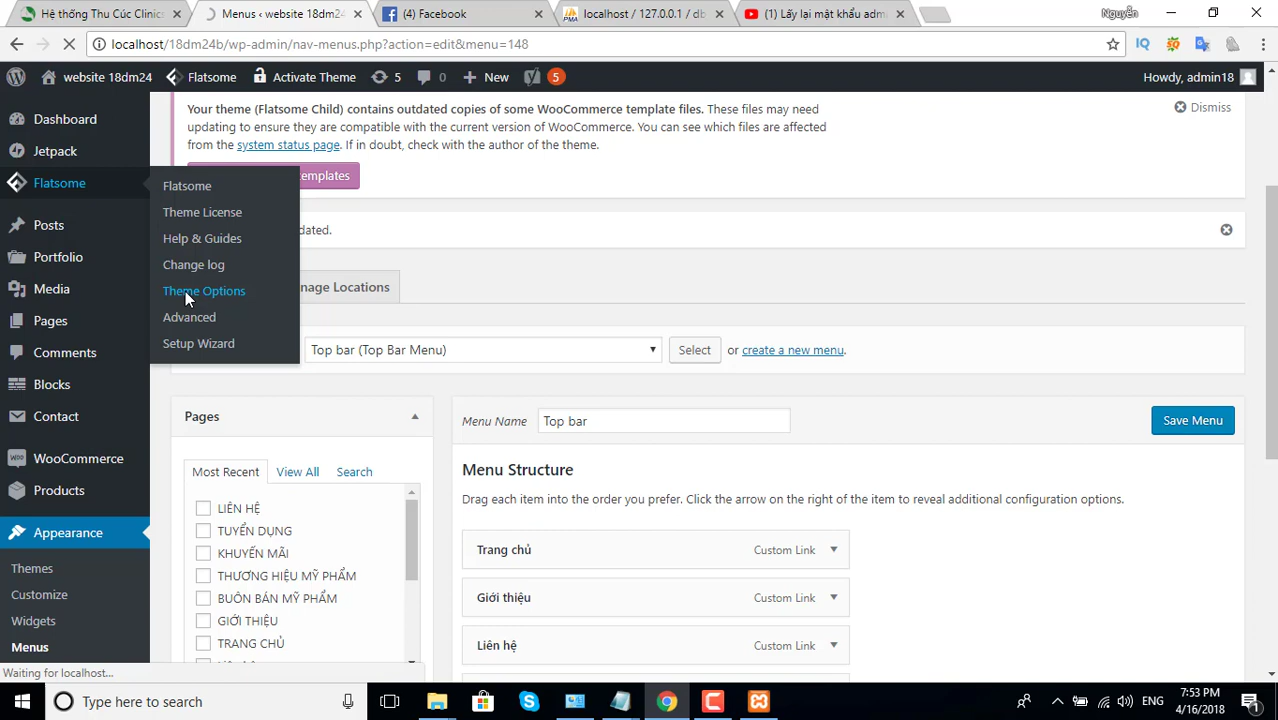 Hệ thống Thu Cúc Clinics
Menus ‹ website 18dm24
(4) Facebook
localhost / 127.0.0.1 / db
(1) Lấy lại mật khẩu adm
Nguyễn
localhost/18dm24b/wp-admin/nav-menus.php?action=edit&menu=148
website 18dm24
Flatsome
Activate Theme
5
0
New
5
Howdy, admin18
Your theme (Flatsome Child) contains outdated copies of some WooCommerce template files. These files may need
updating to ensure they are compatible with the current version of WooCommerce. You can see which files are affected
from the system status page. If in doubt, check with the author of the theme.
Dismiss
templates
Dashboard
Jetpack
Flatsome
Posts
Portfolio
Media
Pages
Comments
Blocks
Contact
WooCommerce
Products
Appearance
Themes
Customize
Widgets
Menus
Flatsome
Theme License
Help & Guides
Change log
Theme Options
Advanced
Setup Wizard
dated.
nage Locations
Top bar (Top Bar Menu)
Select
or create a new menu.
Pages
Most Recent
View All
Search
LIÊN HỆ
TUYỂN DỤNG
KHUYẾN MÃI
THƯƠNG HIỆU MỸ PHẨM
BUÔN BÁN MỸ PHẨM
GIỚI THIỆU
TRANG CHỦ
Menu Name
Top bar
Save Menu
Menu Structure
Drag each item into the order you prefer. Click the arrow on the right of the item to reveal additional configuration options.
Trang chủ
Custom Link
Giới thiệu
Custom Link
Liên hệ
Custom Link
Waiting for localhost...
Type here to search
ENG
7:53 PM
4/16/2018
1